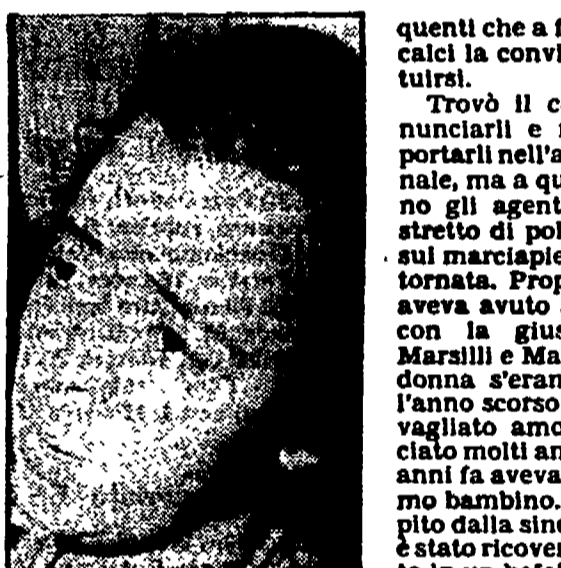 quenti che a f
calci la convi
tuirsi.
Trovò il c
nunciarli e f
portarli nell'a
nale, ma a qu
no gli agent
stretto di pol
sui marciapie
tornata. Prop
aveva avuto
con la gius
Marsilli e Ma
donna s'eran
l'anno scorso
vagliato amo
ciato molti an
anni fa aveva
mo bambino.
pito dalla sine
è stato ricover